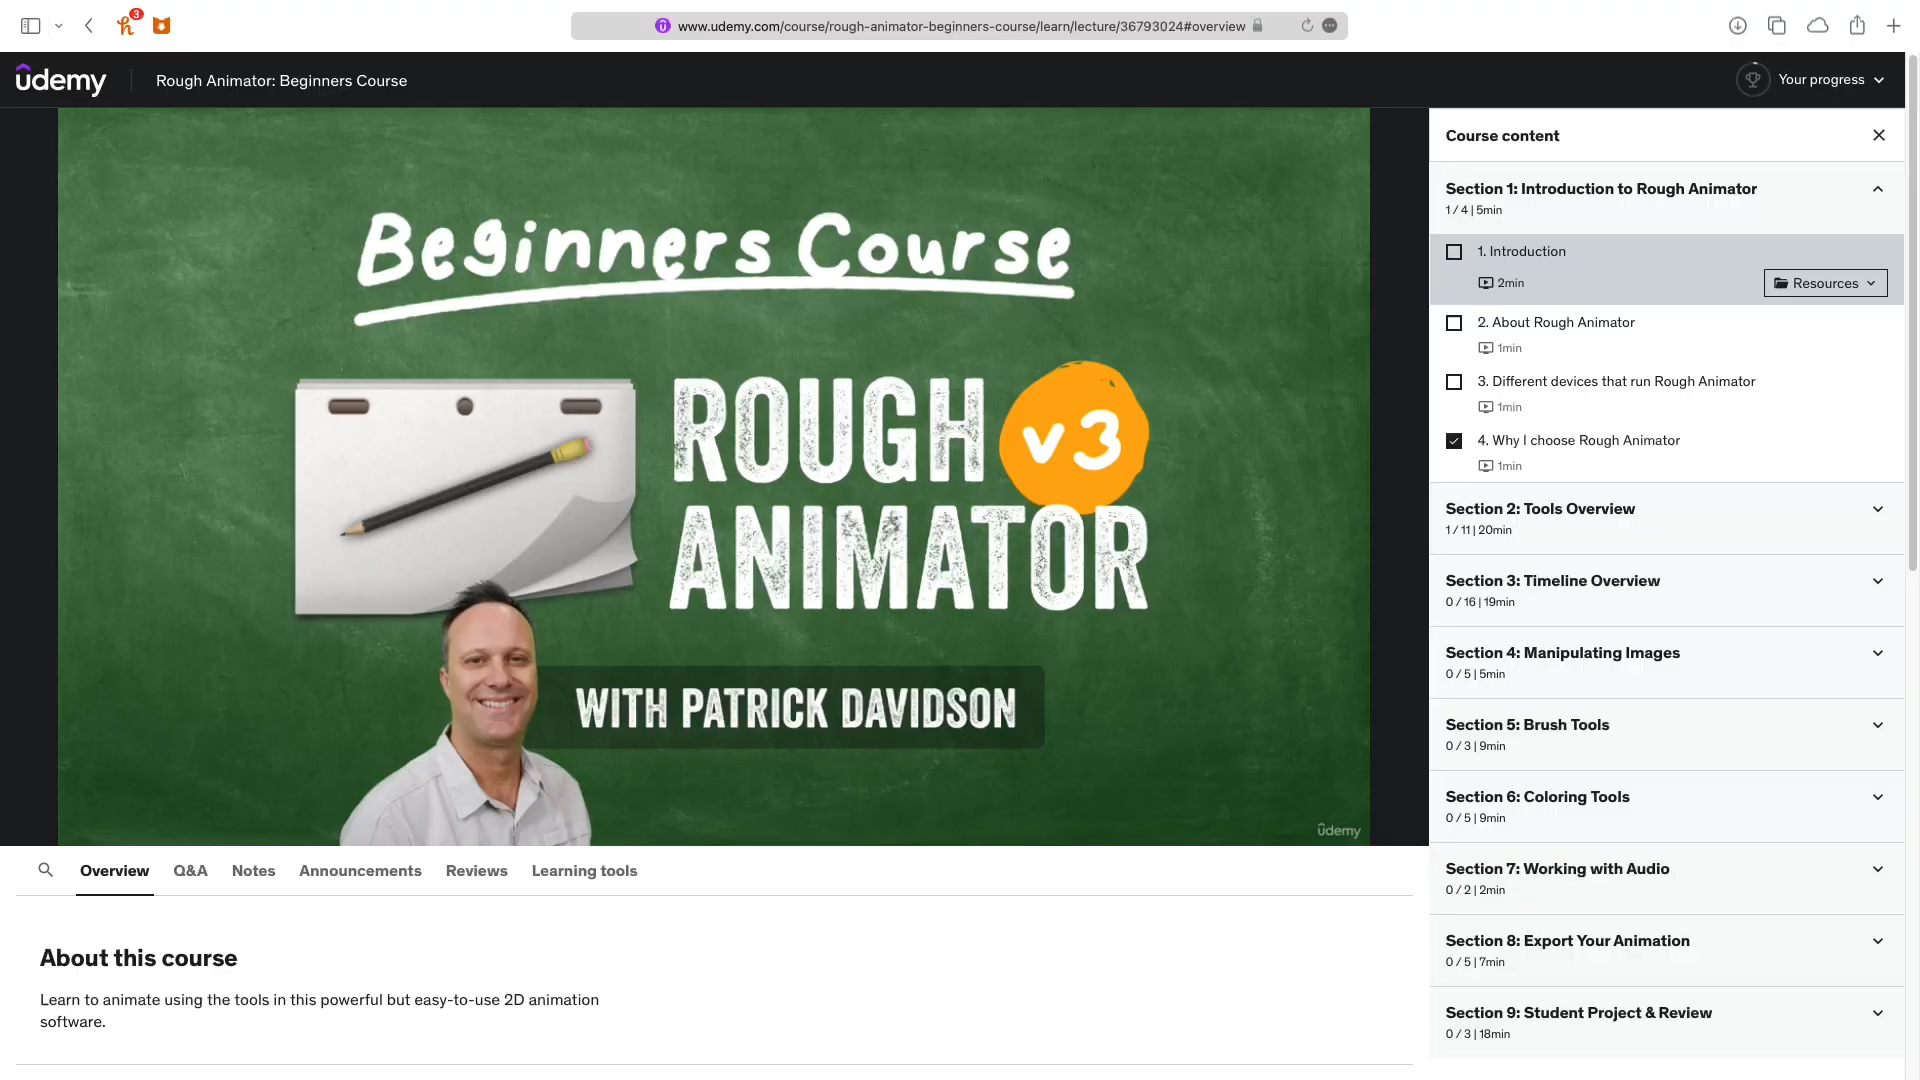 3
www.udemy.com/course/rough-animator-beginners-course/learn/lecture/36793024#overview
udemy
Rough Animator: Beginners Course
Your progress
Beginners Course
ROUGH
v3
ANIMATOR
WITH PATRICK DAVIDSON
udemy
Course content
Section 1: Introduction to Rough Animator
1 / 4 | 5min
1. Introduction
2min
Resources
2. About Rough Animator
1min
3. Different devices that run Rough Animator
1min
4. Why I choose Rough Animator
1min
Section 2: Tools Overview
1 / 11 | 20min
Section 3: Timeline Overview
0 / 16 | 19min
Section 4: Manipulating Images
0 / 5 | 5min
Section 5: Brush Tools
0 / 3 | 9min
Section 6: Coloring Tools
0 / 5 | 9min
Section 7: Working with Audio
0 / 2 | 2min
Section 8: Export Your Animation
0 / 5 | 7min
Section 9: Student Project & Review
0 / 3 | 18min
Overview Q&A Notes Announcements Reviews Learning tools
About this course
Learn to animate using the tools in this powerful but easy-to-use 2D animation
software.